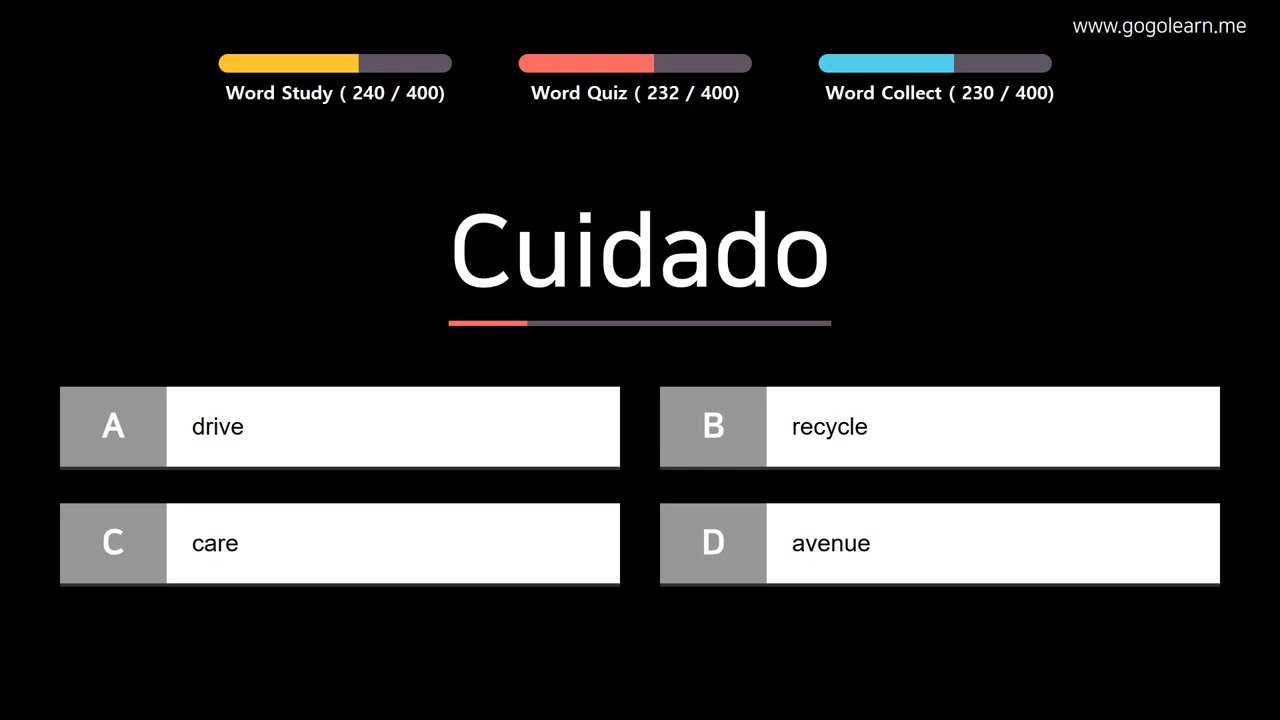 www.gogolearn.me
Word Study ( 240 / 400)
Word Quiz ( 232 / 400)
Word Collect ( 230 / 400)
Cuidado
A drive
B recycle
C care
D avenue